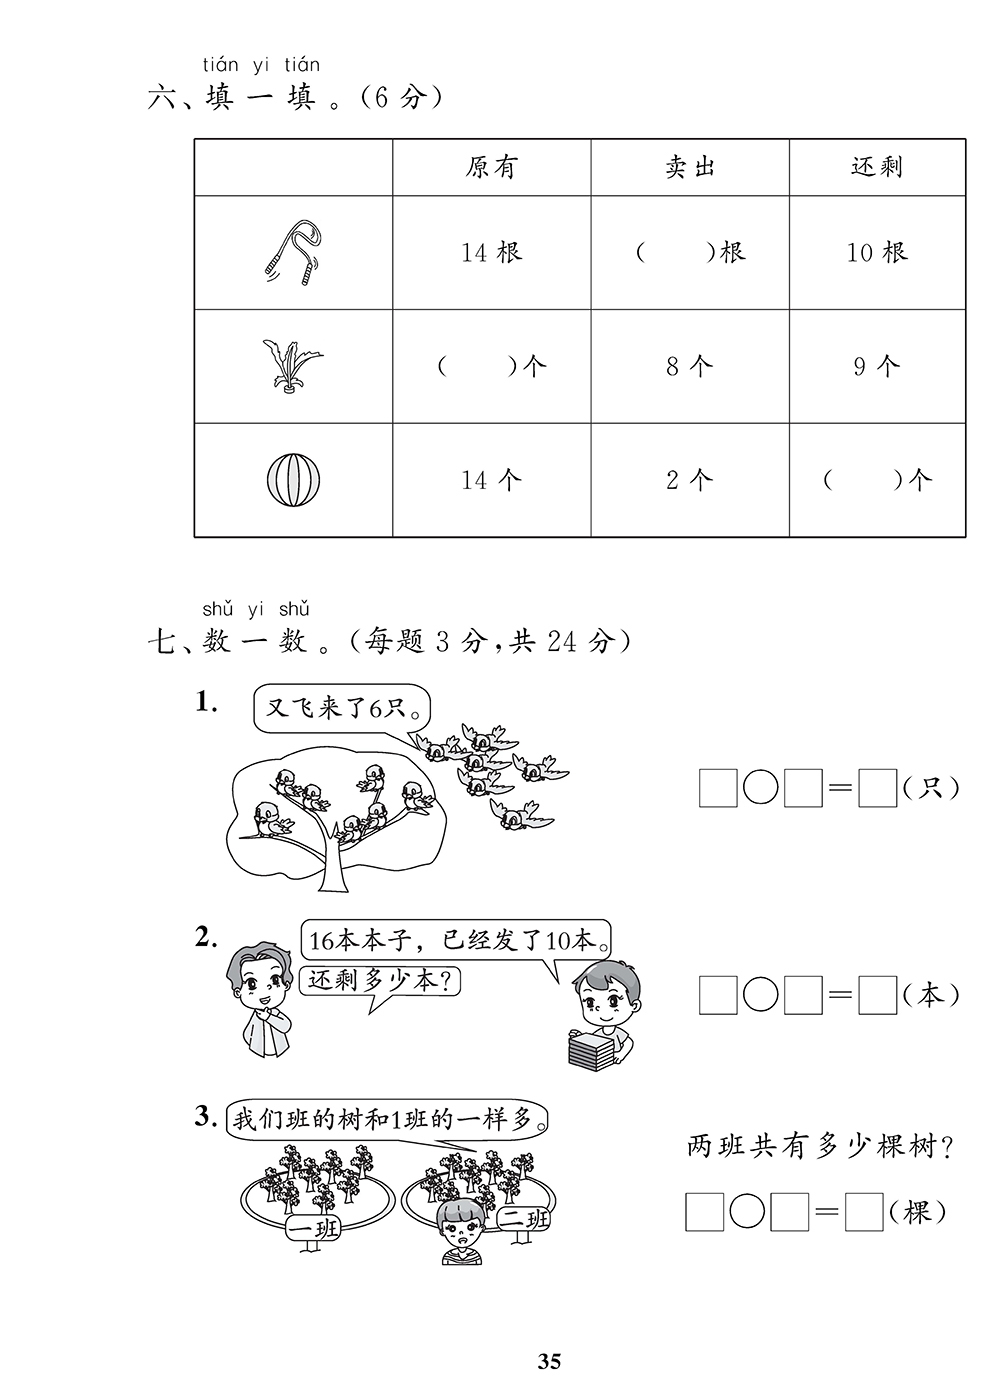 tián yi tián
六、填一填。(6分)
原有 卖出 还剩
14根 ( )根 10根
( )个 8个 9个
14个 2个 ( )个
shǔ yi shǔ
七、数一数。(每题3分,共24分)
1.
又飞来了6只。
□○□=□(只)
2.
16本本子，已经发了10本。
还剩多少本?
□○□=□(本)
3.
我们班的树和1班的一样多。
一班
二班
两班共有多少棵树?
□○□=□(棵)
35